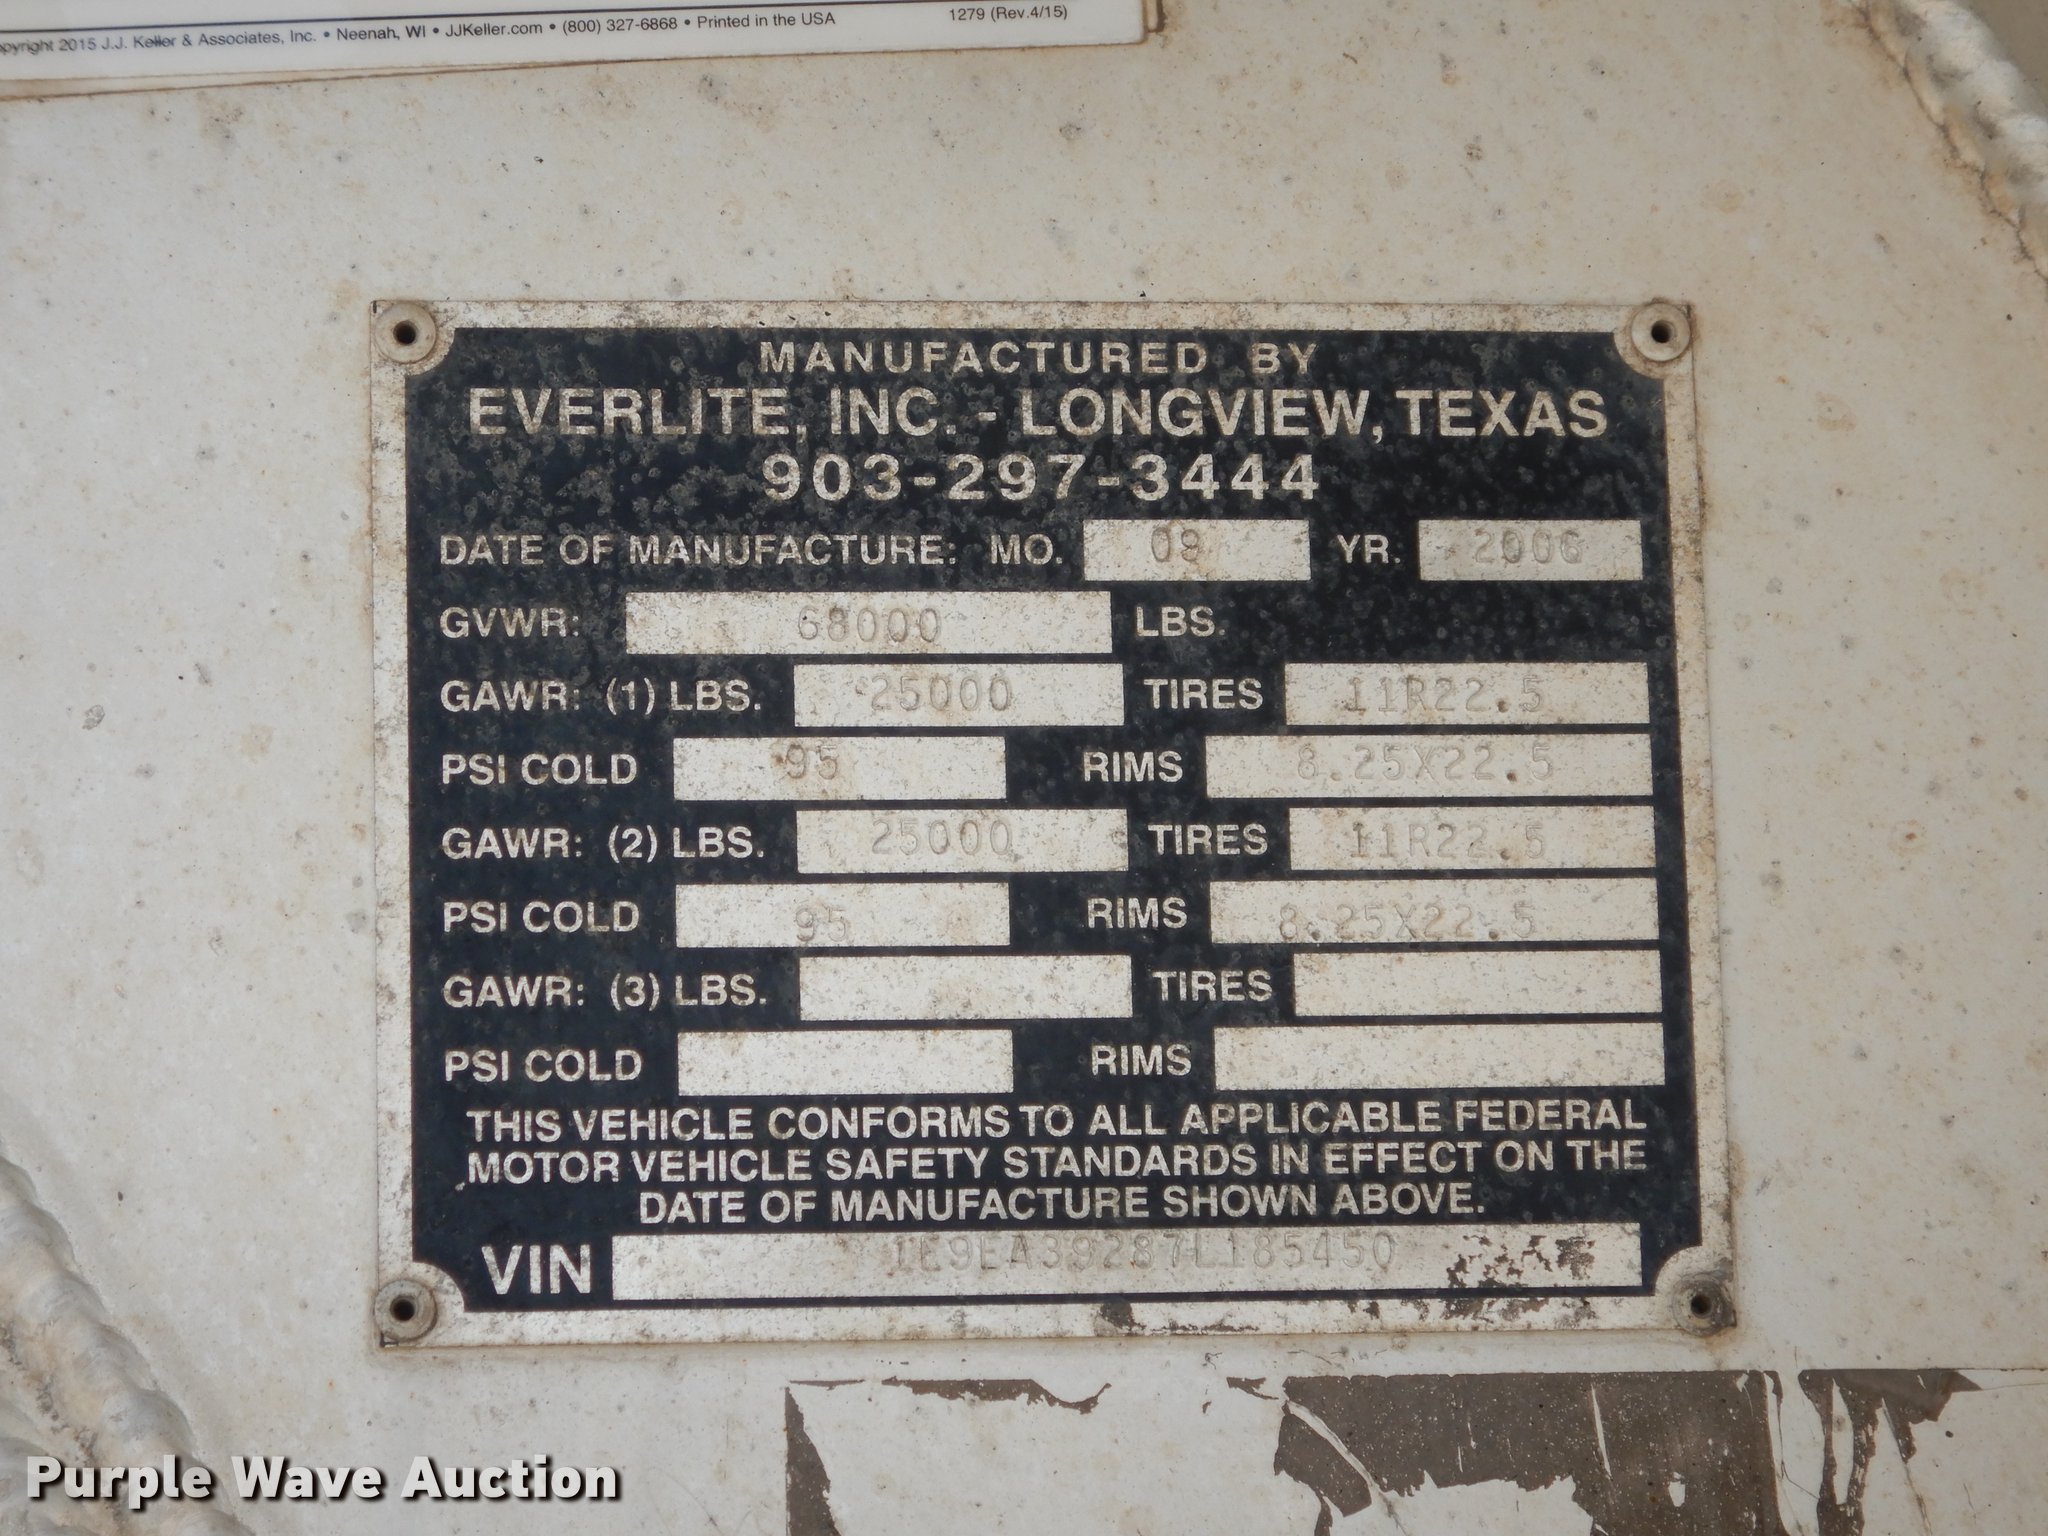 opyright 2015 J.J. Keller & Associates, Inc. • Neenah, WI • JJKeller.com • (800) 327-6868 • Printed in the USA 1279 (Rev.4/15)
MANUFACTURED BY
EVERLITE, INC. - LONGVIEW, TEXAS
903-297-3444
DATE OF MANUFACTURE: MO. 09 YR. 2006
GVWR: 68000 LBS.
GAWR: (1) LBS. 25000 TIRES 11R22.5
PSI COLD 95 RIMS 8.25X22.5
GAWR: (2) LBS. 25000 TIRES 11R22.5
PSI COLD 95 RIMS 8.25X22.5
GAWR: (3) LBS. TIRES
PSI COLD RIMS
THIS VEHICLE CONFORMS TO ALL APPLICABLE FEDERAL
MOTOR VEHICLE SAFETY STANDARDS IN EFFECT ON THE
DATE OF MANUFACTURE SHOWN ABOVE.
VIN 1E9EA39287L185450
Purple Wave Auction